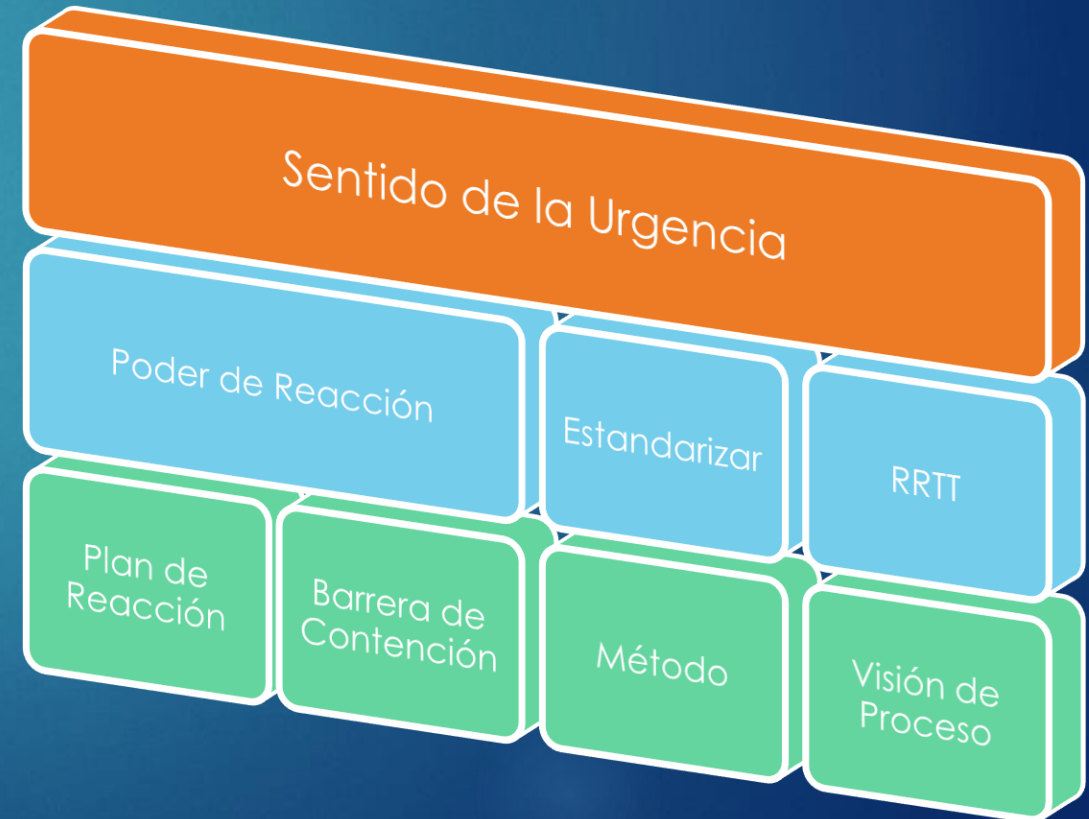 Sentido de la Urgencia
Poder de Reacción
Estandarizar
RRTT
Plan de
Reacción
Barrera de
Contención
Método
Visión de
Proceso